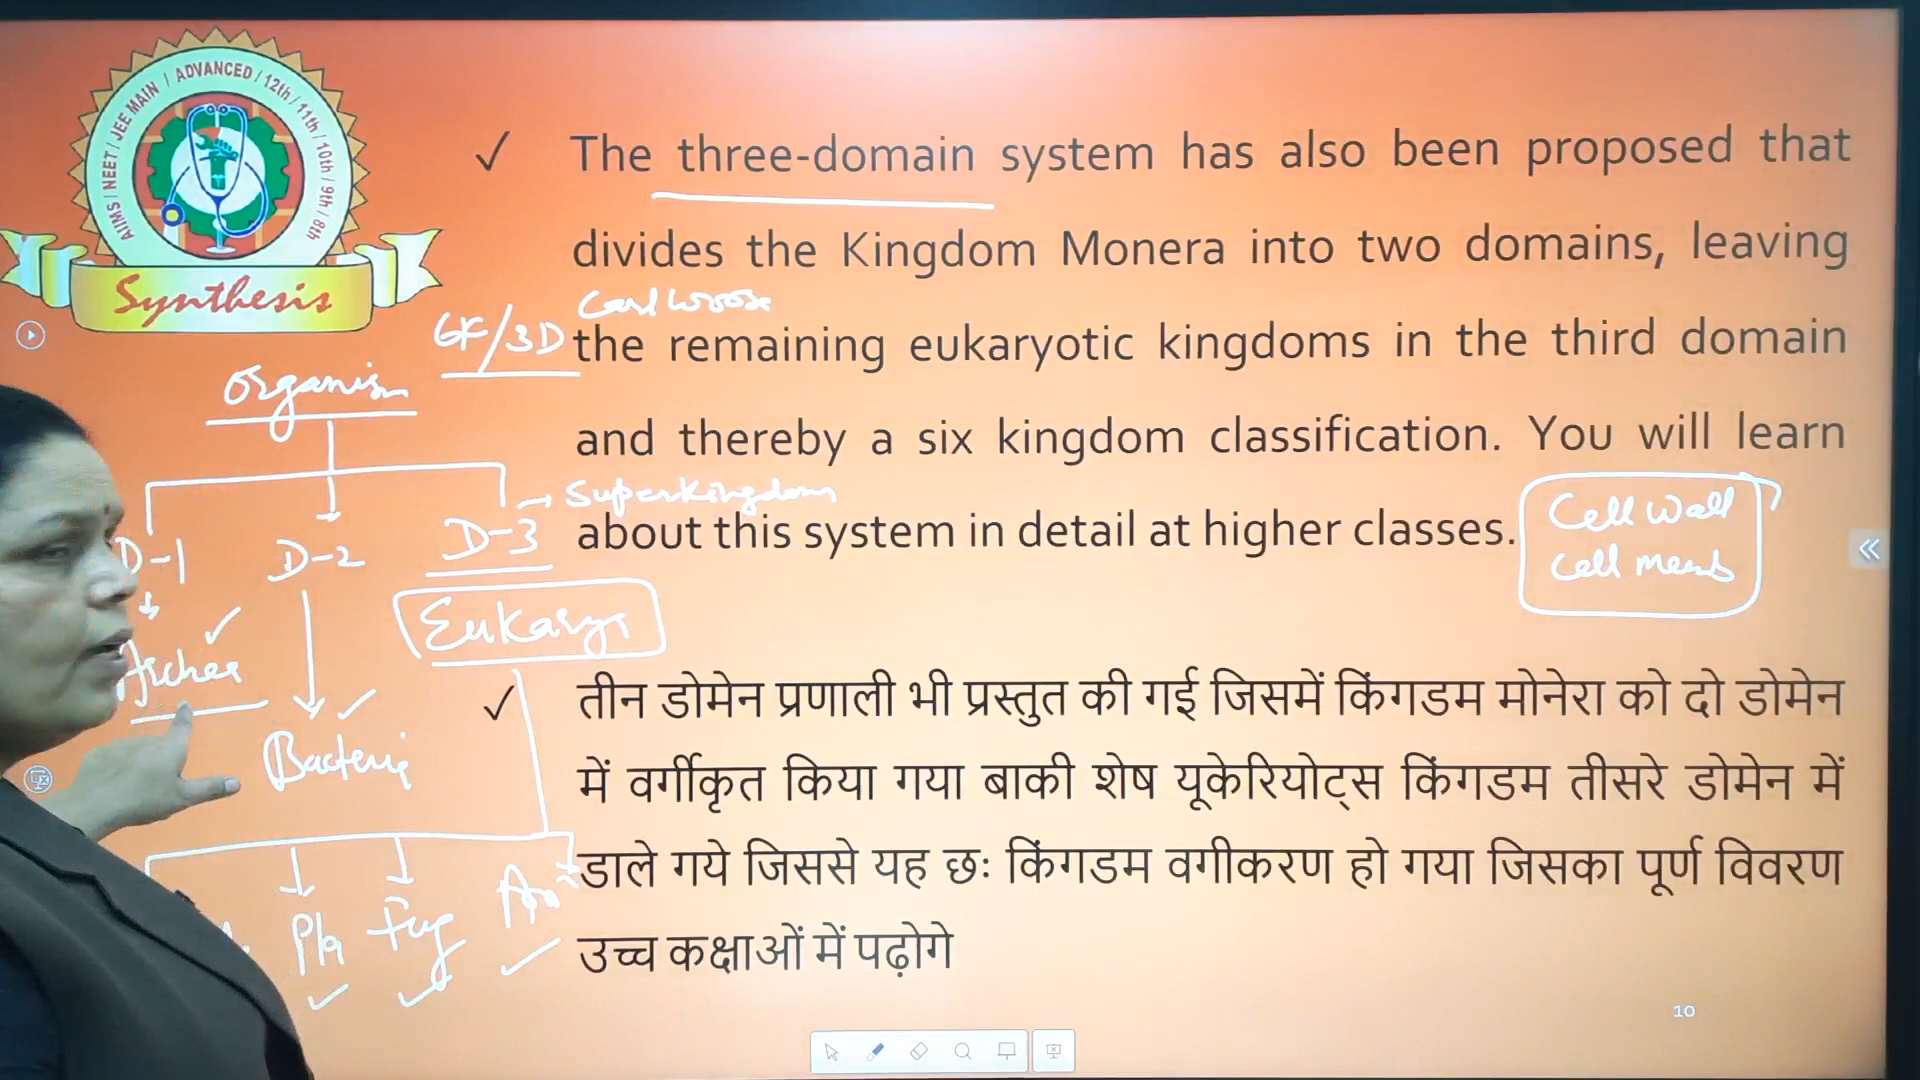 AIIMS / NEET / JEE MAIN / ADVANCED / 12th / 11th / 10th / 9th / 8th
Synthesis
✓ The three-domain system has also been proposed that
divides the Kingdom Monera into two domains, leaving
the remaining eukaryotic kingdoms in the third domain
and thereby a six kingdom classification. You will learn
about this system in detail at higher classes.
6K/3D
Organism
D-1
D-2
D-3 → Superkingdom
Cell Wall
Cell memb
Eukarya
Archea ✓
Bacteria ✓
Pla
Fug
An
✓ तीन डोमेन प्रणाली भी प्रस्तुत की गई जिसमें किंगडम मोनेरा को दो डोमेन
में वर्गीकृत किया गया बाकी शेष यूकेरियोट्स किंगडम तीसरे डोमेन में
डाले गये जिससे यह छः किंगडम वगीकरण हो गया जिसका पूर्ण विवरण
उच्च कक्षाओं में पढ़ोगे
10